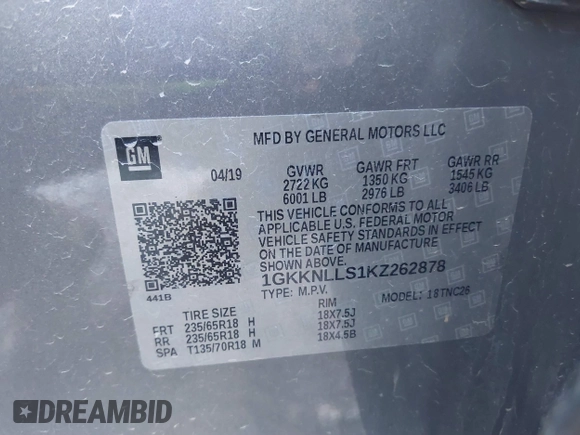 MFD BY GENERAL MOTORS LLC
GM
04/19 GVWR GAWR FRT GAWR RR
2722 KG 1350 KG 1545 KG
6001 LB 2976 LB 3406 LB
THIS VEHICLE CONFORMS TO ALL
APPLICABLE U.S. FEDERAL MOTOR
VEHICLE SAFETY STANDARDS IN EFFECT
ON THE DATE OF MANUFACTURE
SHOWN ABOVE.
1GKKNLLS1KZ262878
441B
TYPE: M.P.V. MODEL: 18TNC26
TIRE SIZE RIM
FRT 235/65R18 H 18X7.5J
RR 235/65R18 H 18X7.5J
SPA T135/70R18 M 18X4.5B
DREAMBID